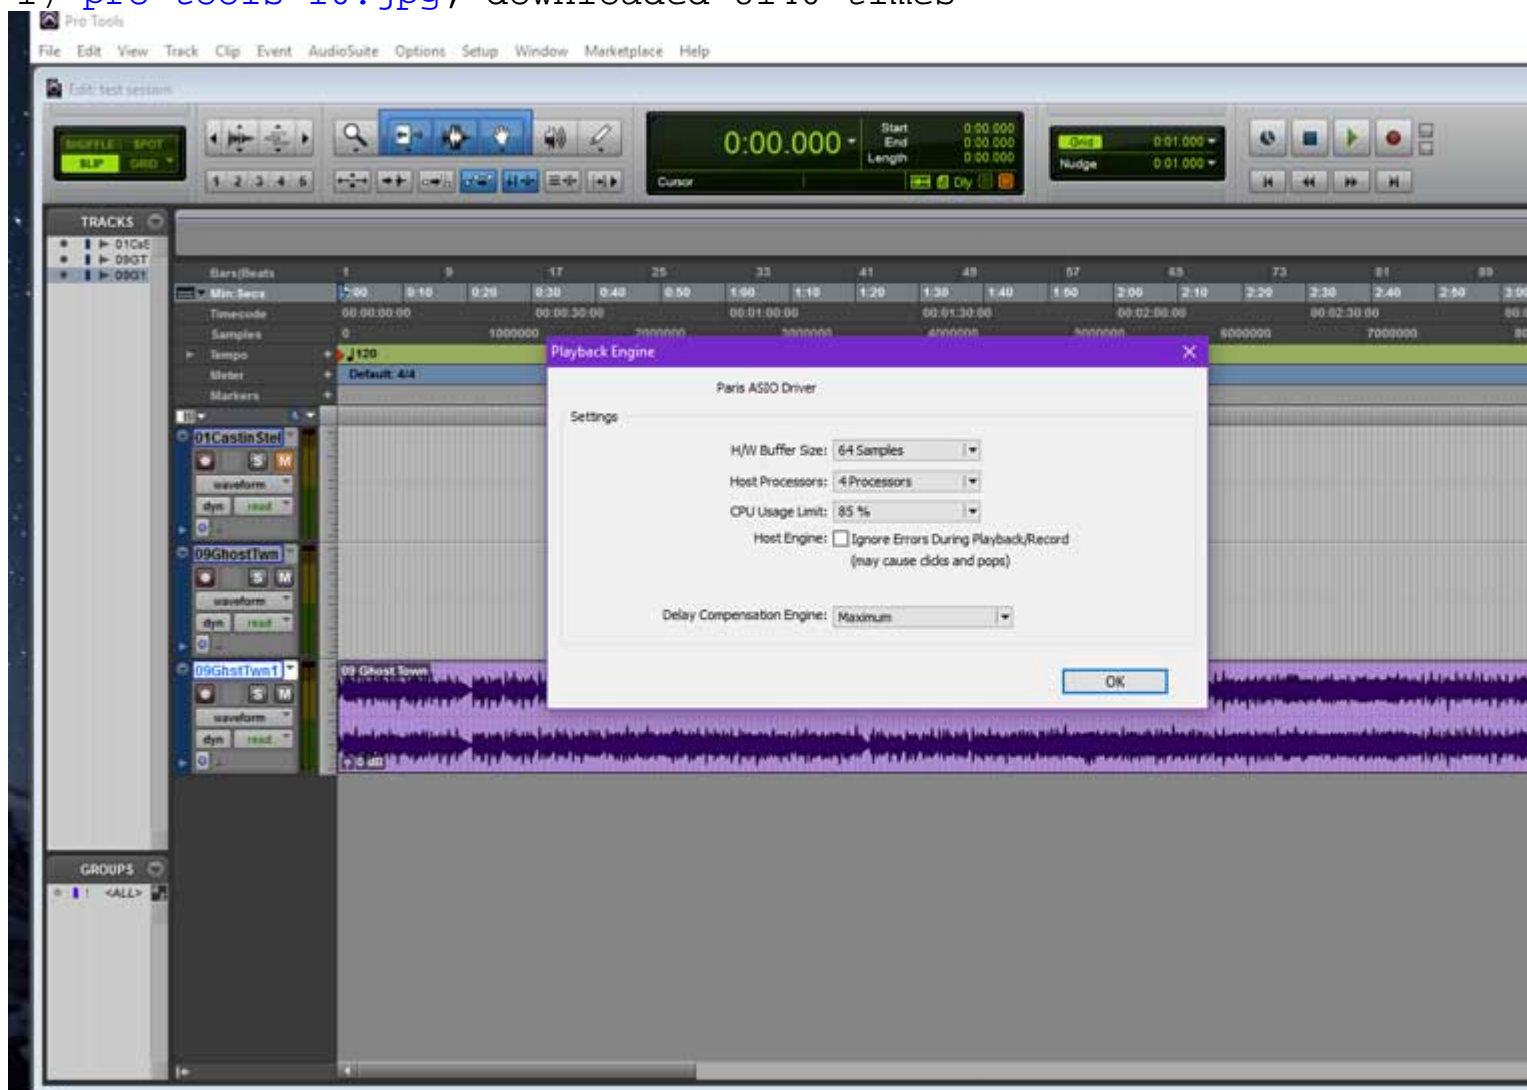 Pro Tools
File Edit View Track Clip Event AudioSuite Options Setup Window Marketplace Help
Edit: test session
SHUFFLE SPOT
SLIP GRID
1 2 3 4 5
0:00.000
Start 0:00.000
End 0:00.000
Length 0:00.000
Cursor
Dly
Grid 0:01.000
Nudge 0:01.000
TRACKS
01CaS
09GT
09GT
Bars|Beats 1 9 17 25 33 41 49 57 65 73 81 89
Min:Secs 0:00 0:10 0:20 0:30 0:40 0:50 1:00 1:10 1:20 1:30 1:40 1:50 2:00 2:10 2:20 2:30 2:40 2:50 3:00
Timecode 00:00:00:00 00:00:30:00 00:01:00:00 00:01:30:00 00:02:00:00 00:02:30:00
Samples 0 1000000 2000000 3000000 4000000 5000000 6000000 7000000
Tempo 120
Meter Default: 4/4
Markers
Playback Engine
Paris ASIO Driver
Settings
H/W Buffer Size: 64 Samples
Host Processors: 4 Processors
CPU Usage Limit: 85 %
Host Engine: Ignore Errors During Playback/Record
(may cause clicks and pops)
Delay Compensation Engine: Maximum
OK
01CastinStel
S M
waveform
dyn read
09GhostTwn
S M
waveform
dyn read
09GhstTwn1
S M
waveform
dyn read
09 Ghost Town
0 dB
GROUPS
! <ALL>